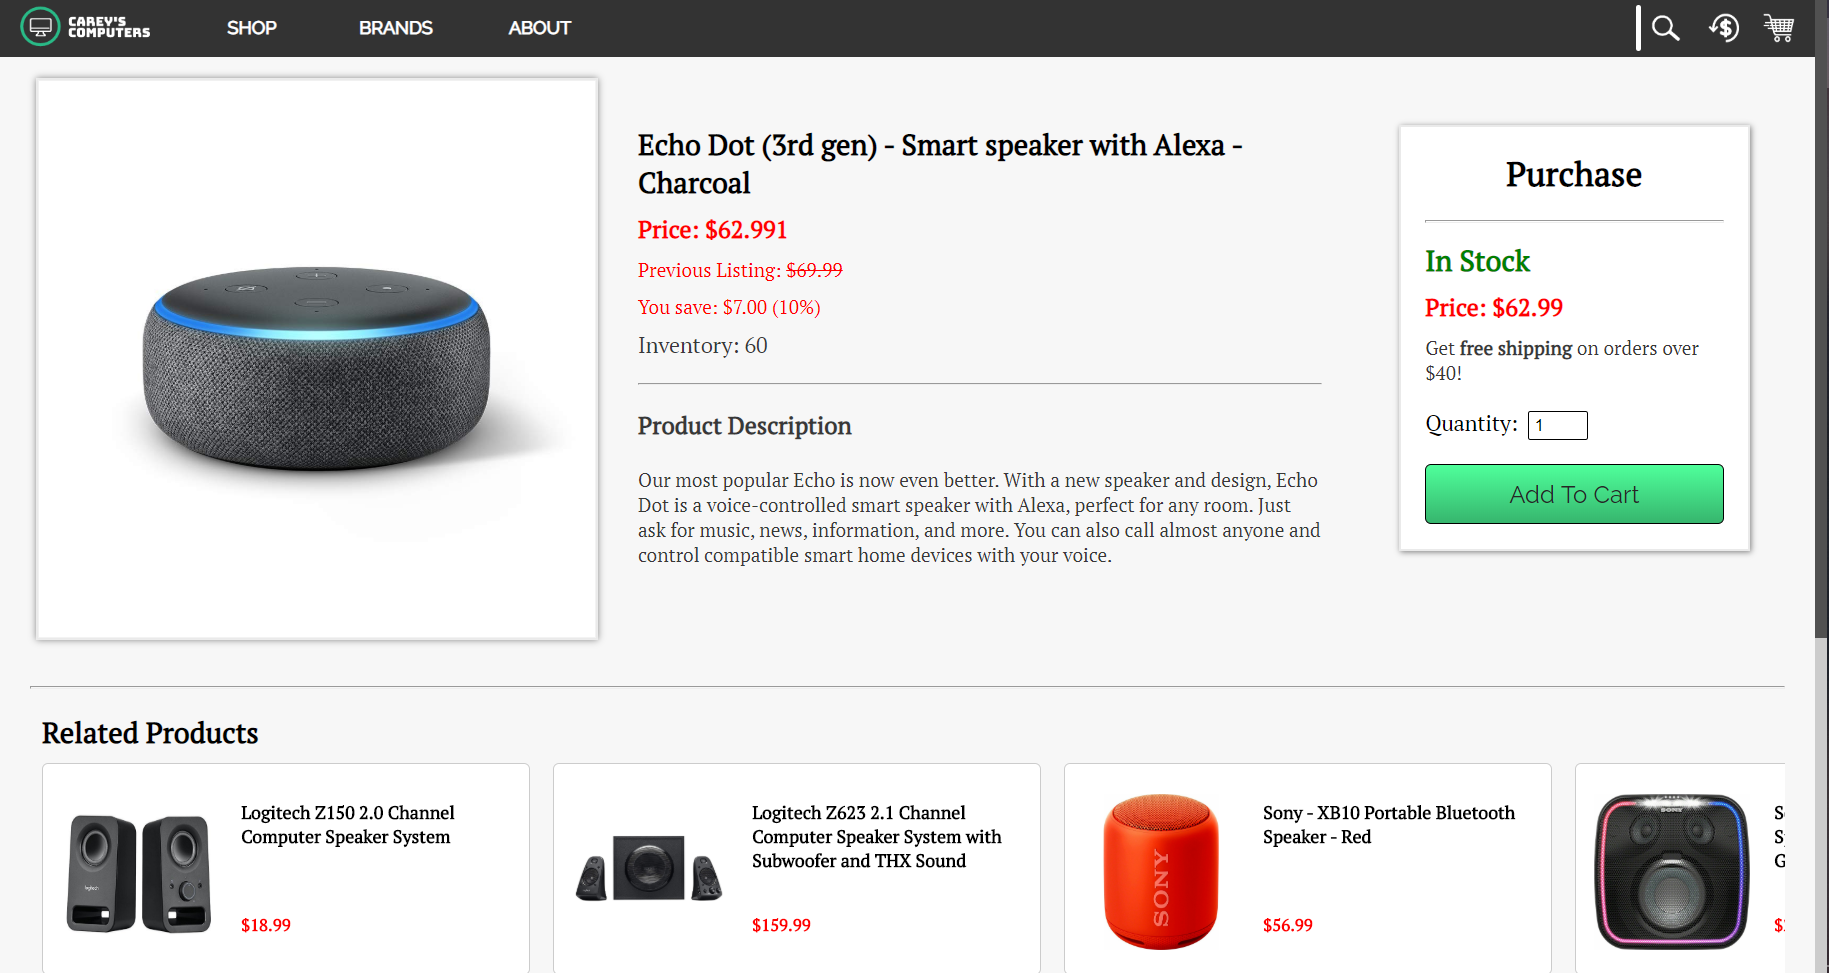 CAREY'S
COMPUTERS
SHOP
BRANDS
ABOUT
Echo Dot (3rd gen) - Smart speaker with Alexa -
Charcoal
Price: $62.991
Previous Listing: $69.99
You save: $7.00 (10%)
Inventory: 60
Product Description
Our most popular Echo is now even better. With a new speaker and design, Echo
Dot is a voice-controlled smart speaker with Alexa, perfect for any room. Just
ask for music, news, information, and more. You can also call almost anyone and
control compatible smart home devices with your voice.
Purchase
In Stock
Price: $62.99
Get free shipping on orders over
$40!
Quantity: 1
Add To Cart
Related Products
logitech
Logitech Z150 2.0 Channel
Computer Speaker System
$18.99
Logitech Z623 2.1 Channel
Computer Speaker System with
Subwoofer and THX Sound
$159.99
SONY
Sony - XB10 Portable Bluetooth
Speaker - Red
$56.99
SONY